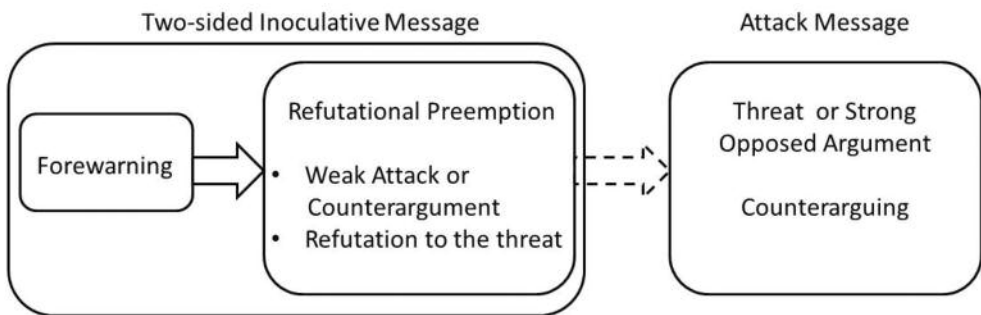 Two-sided Inoculative Message
Attack Message
Forewarning
Refutational Preemption
• Weak Attack or
Counterargument
• Refutation to the threat
Threat or Strong
Opposed Argument
Counterarguing